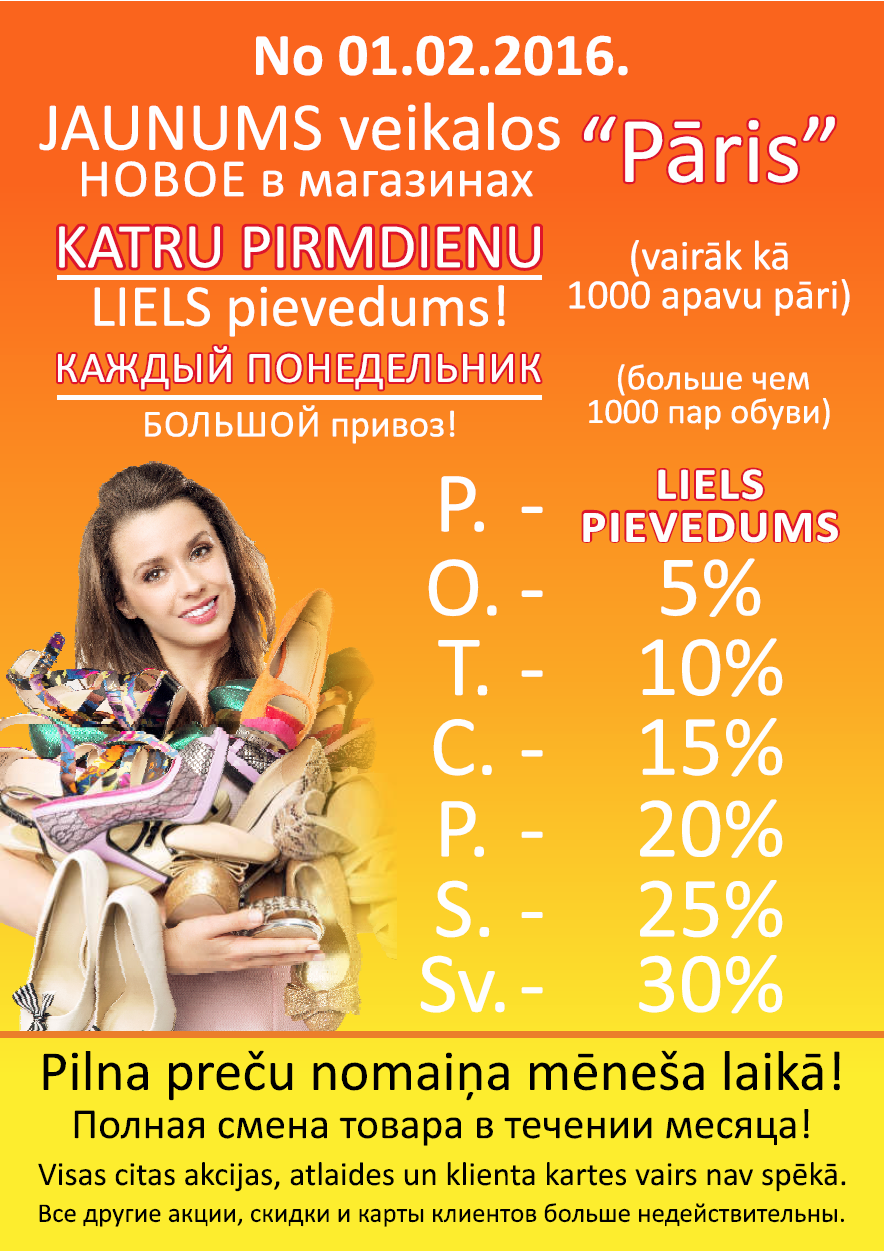 No 01.02.2016.
JAUNUMS veikalos "Pāris"
НОВОЕ в магазинах
KATRU PIRMDIENU
LIELS pievedums!
КАЖДЫЙ ПОНЕДЕЛЬНИК
БОЛЬШОЙ привоз!
(vairāk kā
1000 apavu pāri)
(больше чем
1000 пар обуви)
P. - LIELS PIEVEDUMS
O. - 5%
T. - 10%
C. - 15%
P. - 20%
S. - 25%
Sv. - 30%
Pilna preču nomaiņa mēneša laikā!
Полная смена товара в течении месяца!
Visas citas akcijas, atlaides un klienta kartes vairs nav spēkā.
Все другие акции, скидки и карты клиентов больше недействительны.